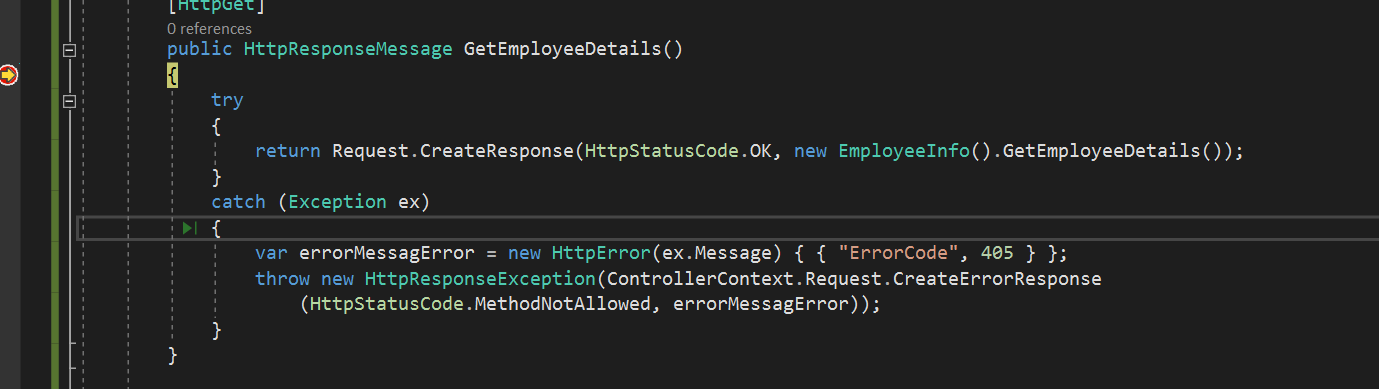 [HttpGet]
0 references
public HttpResponseMessage GetEmployeeDetails()
{
try
{
return Request.CreateResponse(HttpStatusCode.OK, new EmployeeInfo().GetEmployeeDetails());
}
catch (Exception ex)
{
var errorMessagError = new HttpError(ex.Message) { { "ErrorCode", 405 } };
throw new HttpResponseException(ControllerContext.Request.CreateErrorResponse
(HttpStatusCode.MethodNotAllowed, errorMessagError));
}
}